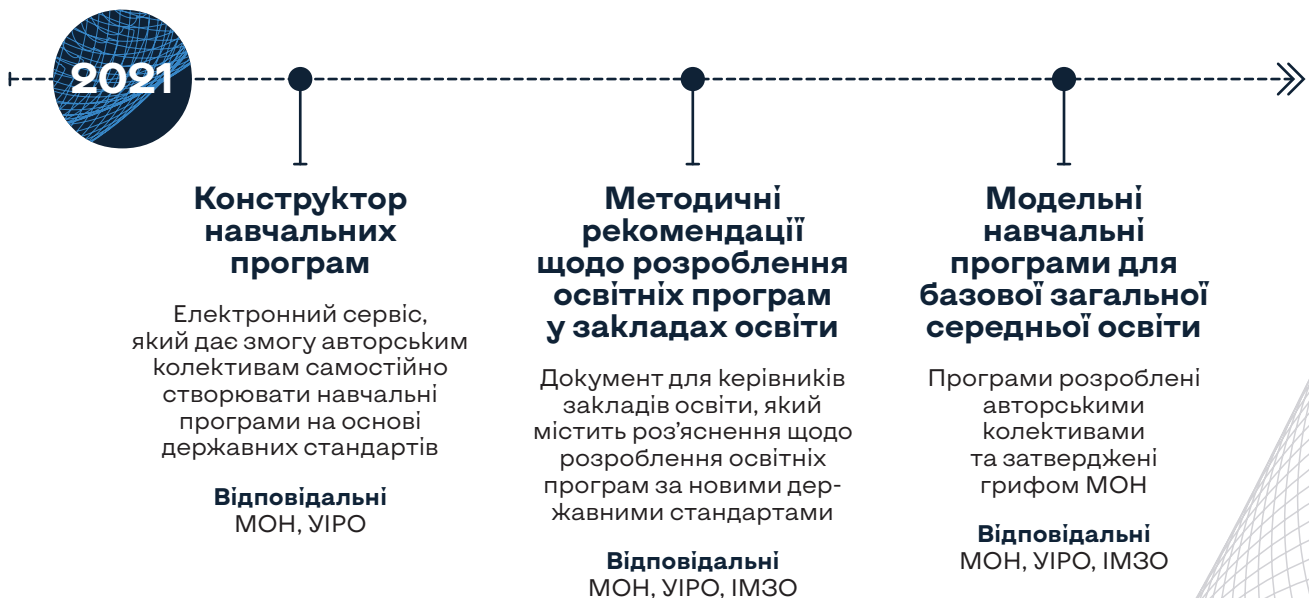 2021
Конструктор
навчальних
програм
Електронний сервіс,
який дає змогу авторським
колективам самостійно
створювати навчальні
програми на основі
державних стандартів
Відповідальні
МОН, УІРО
Методичні
рекомендації
щодо розроблення
освітніх програм
у закладах освіти
Документ для керівників
закладів освіти, який
містить роз’яснення щодо
розроблення освітніх
програм за новими дер-
жавними стандартами
Відповідальні
МОН, УІРО, ІМЗО
Модельні
навчальні
програми для
базової загальної
середньої освіти
Програми розроблені
авторськими
колективами
та затверджені
грифом МОН
Відповідальні
МОН, УІРО, ІМЗО